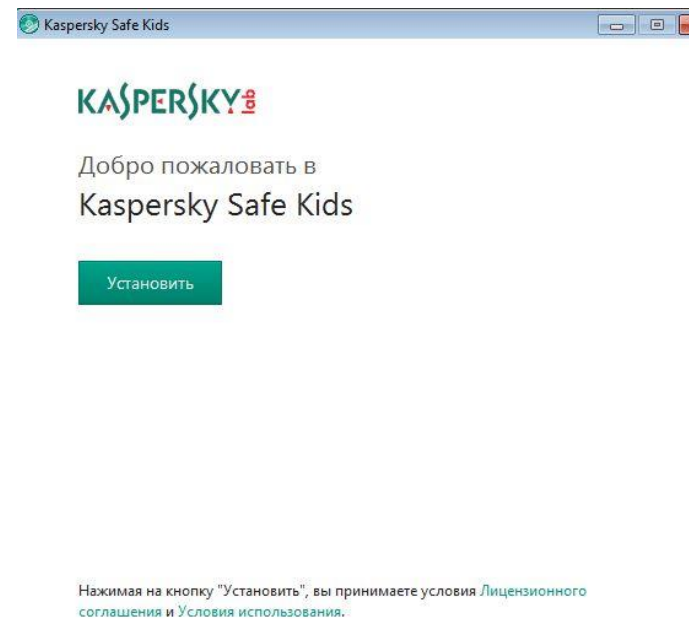 Kaspersky Safe Kids
KASPERSKY lab
Добро пожаловать в
Kaspersky Safe Kids
Установить
Нажимая на кнопку "Установить", вы принимаете условия Лицензионного
соглашения и Условия использования.